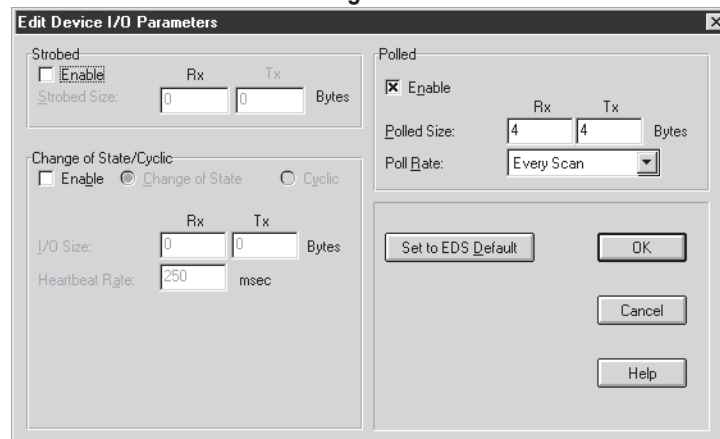 Edit Device I/O Parameters
Strobed
Enable
Rx Tx
Strobed Size: 0 0 Bytes
Change of State/Cyclic
Enable Change of State Cyclic
Rx Tx
I/O Size: 0 0 Bytes
Heartbeat Rate: 250 msec
Polled
Enable
Rx Tx
Polled Size: 4 4 Bytes
Poll Rate: Every Scan
Set to EDS Default
OK
Cancel
Help